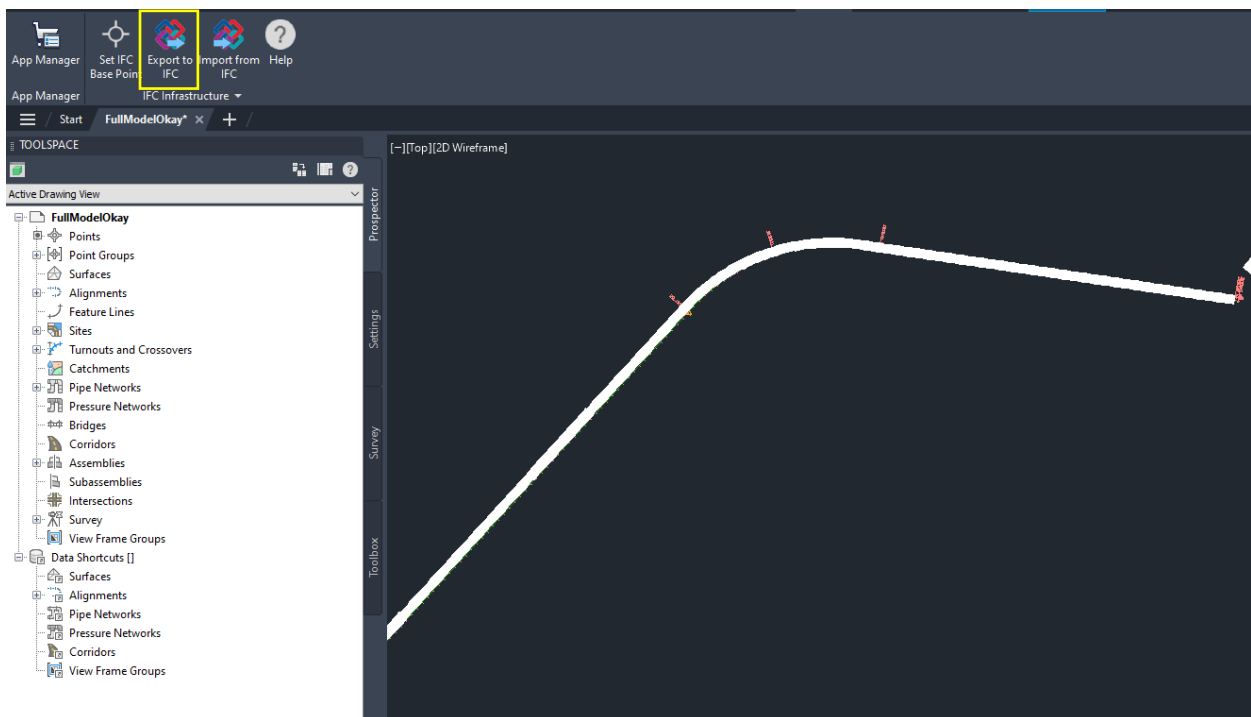 App Manager
Set IFC
Base Point
Export to
IFC
Import from
IFC
Help
App Manager
IFC Infrastructure
Start
FullModelOkay*
TOOLSPACE
Active Drawing View
FullModelOkay
Points
Point Groups
Surfaces
Alignments
Feature Lines
Sites
Turnouts and Crossovers
Catchments
Pipe Networks
Pressure Networks
Bridges
Corridors
Assemblies
Subassemblies
Intersections
Survey
View Frame Groups
Data Shortcuts []
Surfaces
Alignments
Pipe Networks
Pressure Networks
Corridors
View Frame Groups
Prospector
Settings
Survey
Toolbox
[−][Top][2D Wireframe]